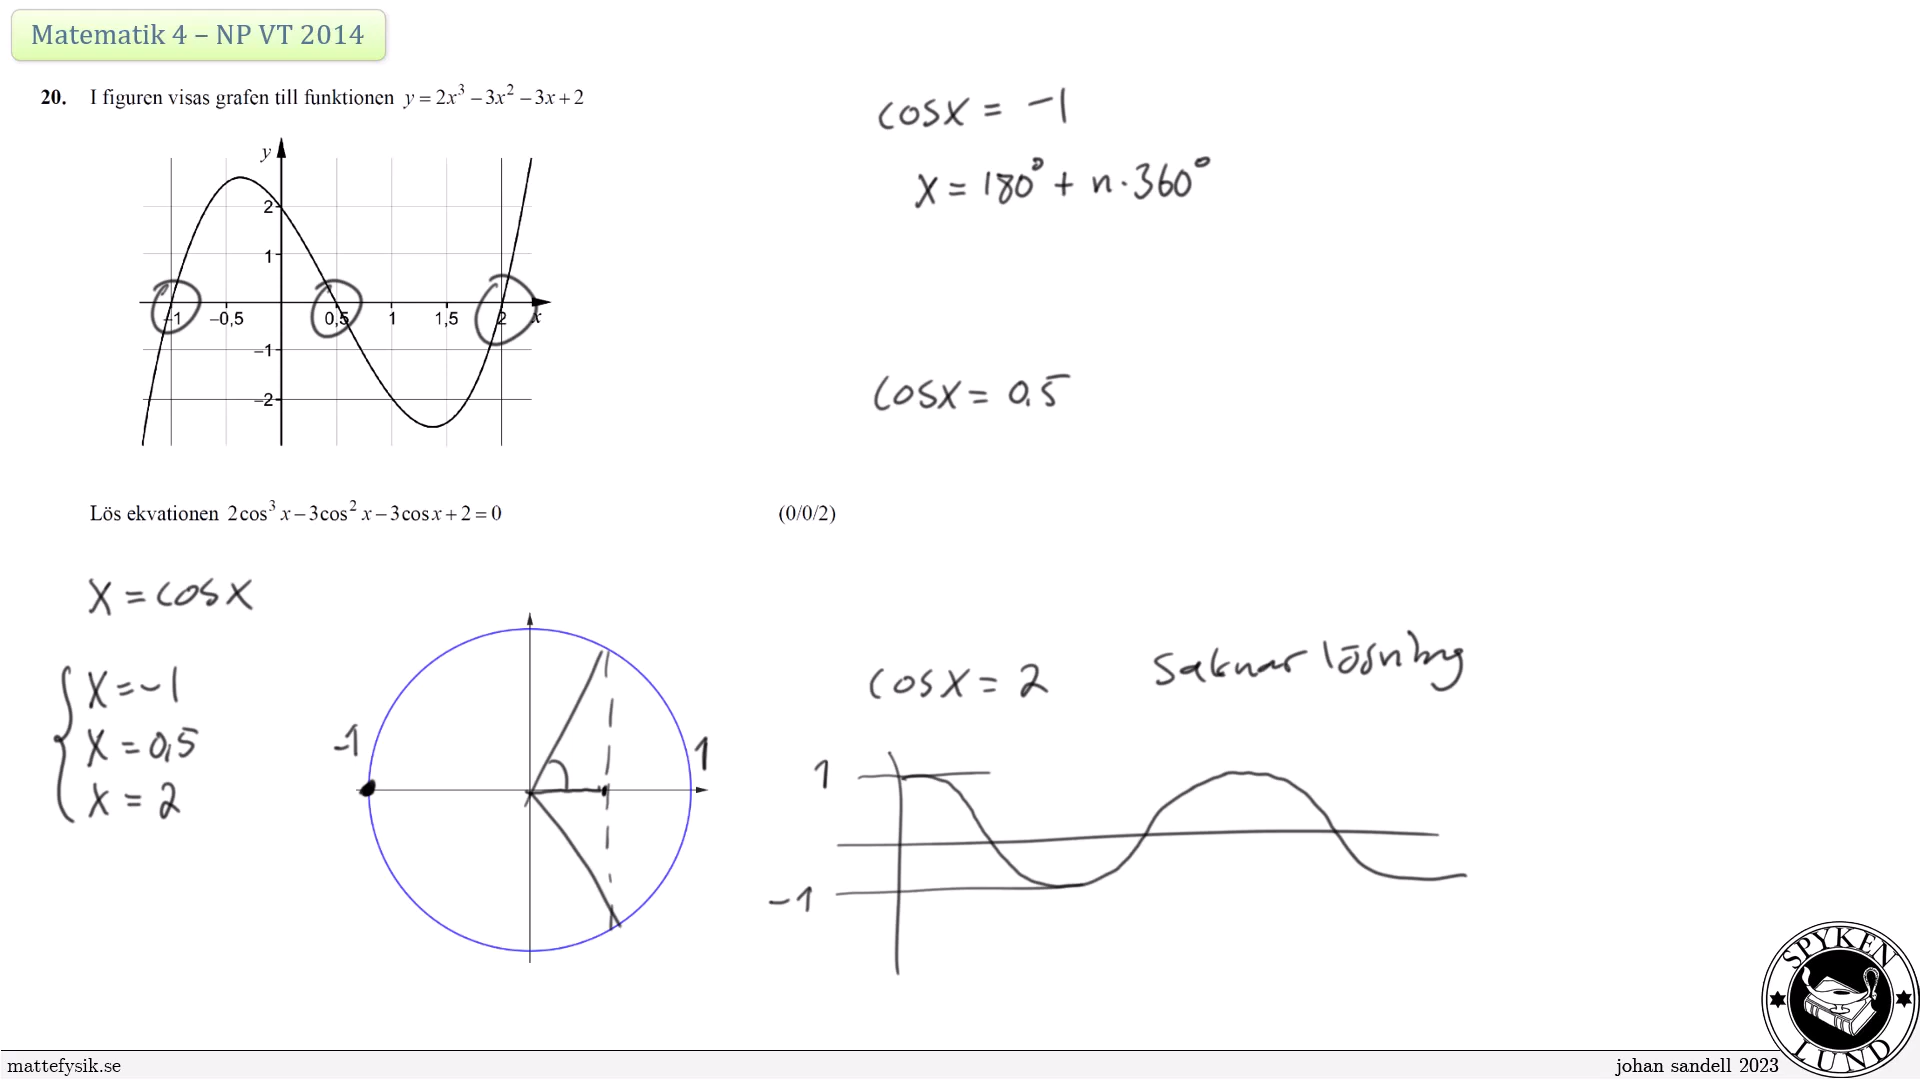 Matematik 4 – NP VT 2014
20. I figuren visas grafen till funktionen y = 2x³ − 3x² − 3x + 2
y
2
1
−1 −0,5 0,5 1 1,5 2 x
−1
−2
Lös ekvationen 2cos³ x − 3cos² x − 3cos x + 2 = 0 (0/0/2)
x = cos x
x = −1
x = 0,5
x = 2
−1 1
cos x = −1
x = 180° + n · 360°
cos x = 0,5
cos x = 2 saknar lösning
1
−1
SPYKEN
LUND
mattefysik.se
johan sandell 2023